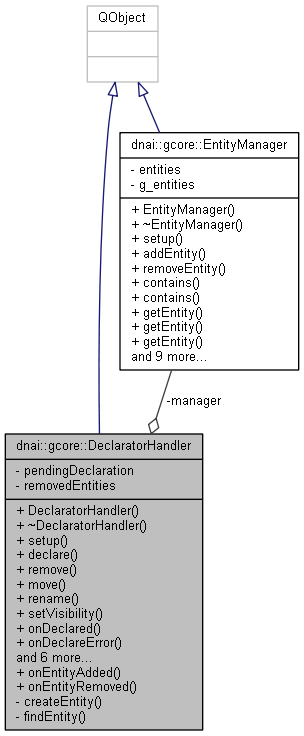 QObject
dnai::gcore::EntityManager
- entities
- g_entities
+ EntityManager()
+ ~EntityManager()
+ setup()
+ addEntity()
+ removeEntity()
+ contains()
+ contains()
+ getEntity()
+ getEntity()
+ getEntity()
and 9 more...
-manager
dnai::gcore::DeclaratorHandler
- pendingDeclaration
- removedEntities
+ DeclaratorHandler()
+ ~DeclaratorHandler()
+ setup()
+ declare()
+ remove()
+ move()
+ rename()
+ setVisibility()
+ onDeclared()
+ onDeclareError()
and 6 more...
+ onEntityAdded()
+ onEntityRemoved()
- createEntity()
- findEntity()